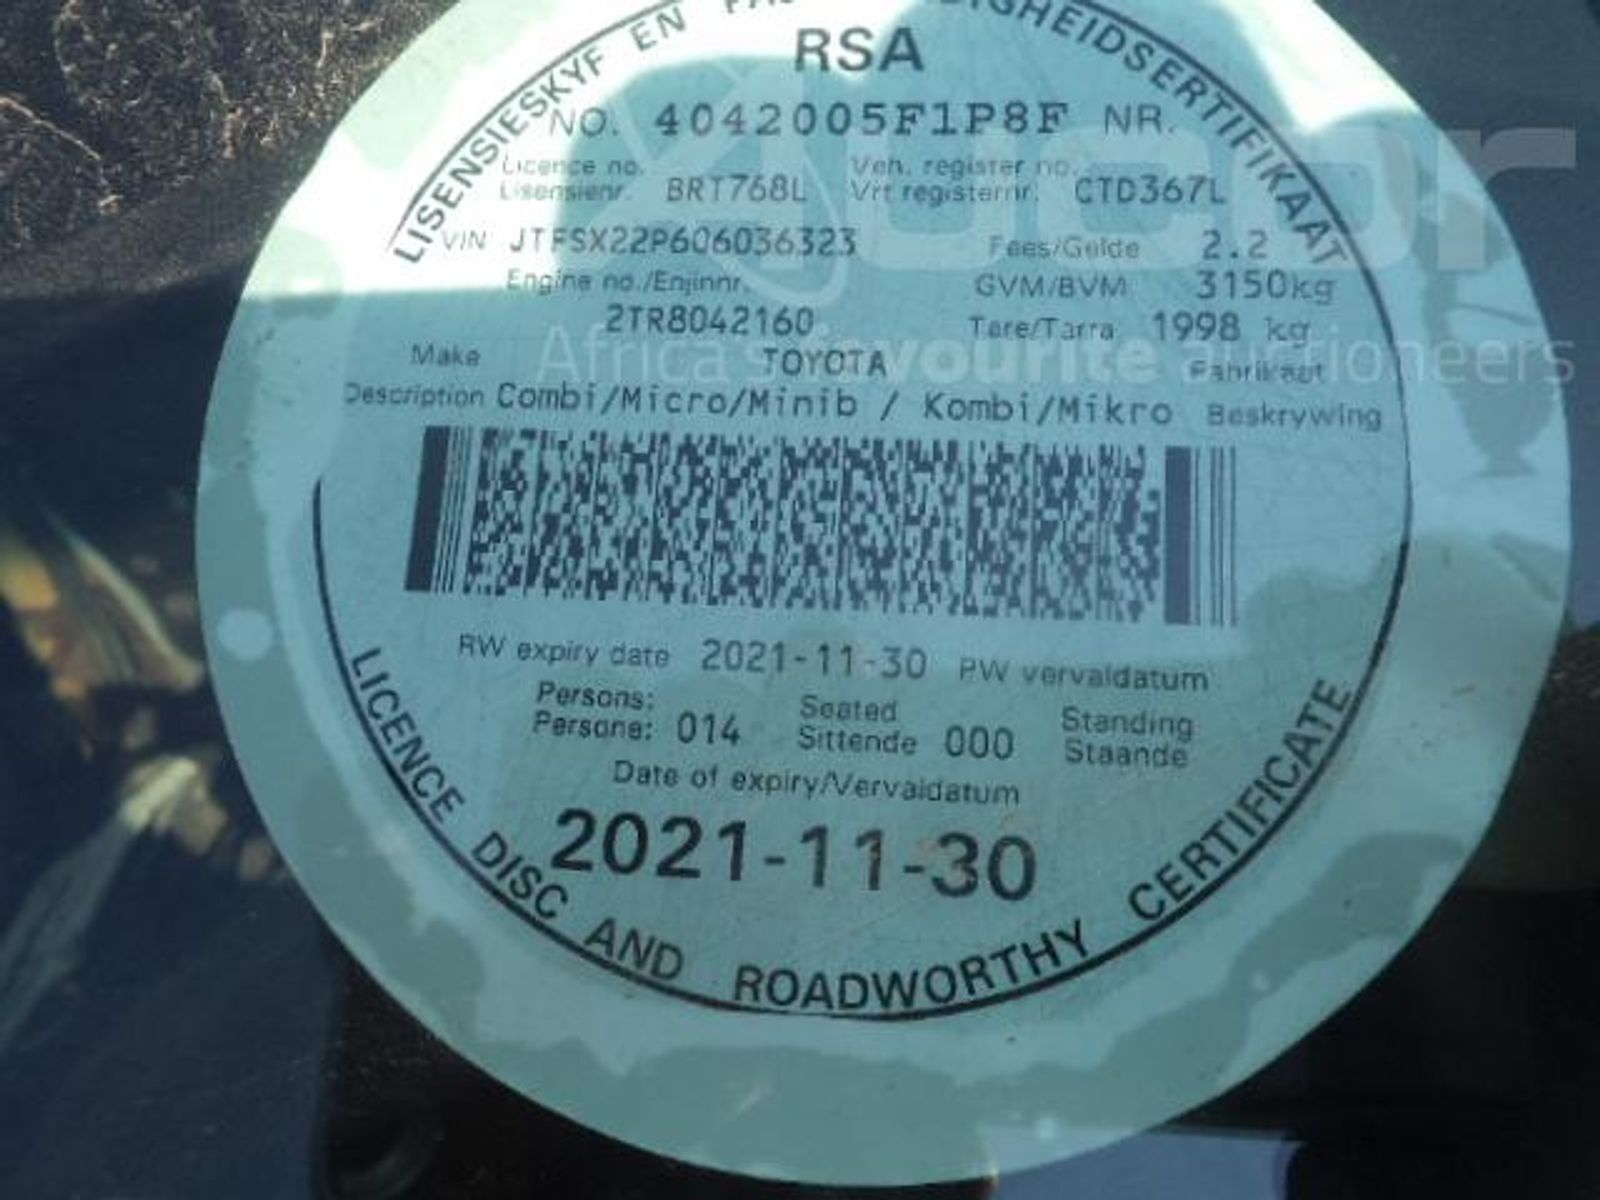 LISENSIESKYF EN
RSA
NO. 4042005F1P8F NR.
Licence no. Veh. register no.
Lisensienr. BRT768L Vrt registernr. CTD367L
VIN JTFSX22P606036323 Fees/Gelde 2.2
Engine no./Enjinnr. GVM/BVM 3150kg
2TR8042160 Tare/Tarra 1998 kg
Make TOYOTA Fabrikaat
Description Combi/Micro/Minib / Kombi/Mikro Beskrywing
RW expiry date 2021-11-30 PW vervaldatum
Persons: Seated Standing
Persone: 014 Sittende 000 Staande
Date of expiry/Vervaldatum
2021-11-30
LICENCE DISC AND ROADWORTHY CERTIFICATE
aucor
Africa's favourite auctioneers